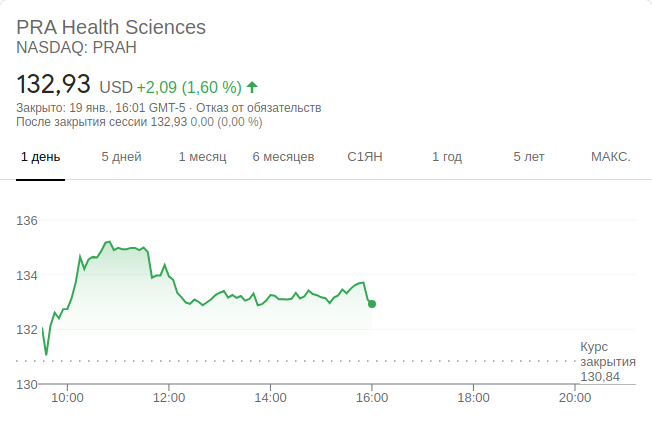 PRA Health Sciences
NASDAQ: PRAH
132,93 USD +2,09 (1,60 %)
Закрыто: 19 янв., 16:01 GMT-5 · Отказ от обязательств
После закрытия сессии 132,93 0,00 (0,00 %)
1 день 5 дней 1 месяц 6 месяцев С1ЯН 1 год 5 лет МАКС.
136
134
132
Курс
закрытия
130,84
130
10:00 12:00 14:00 16:00 18:00 20:00